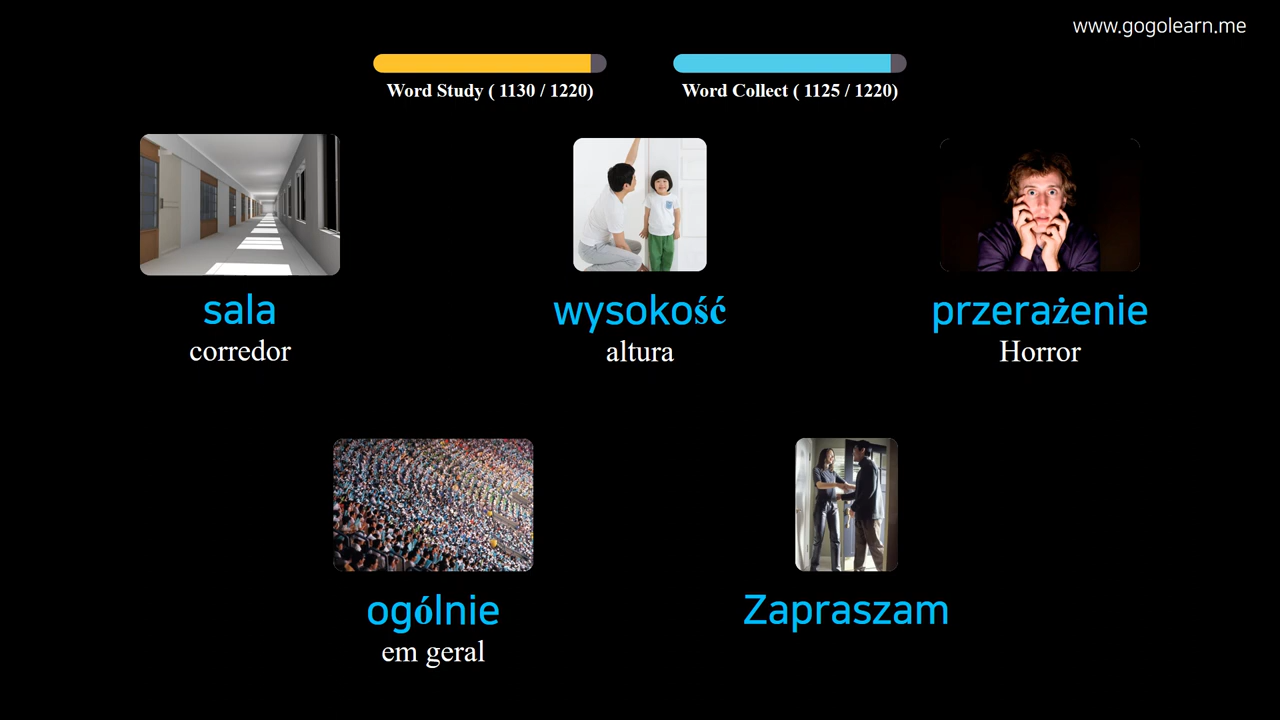 www.gogolearn.me
Word Study ( 1130 / 1220)
Word Collect ( 1125 / 1220)
sala
corredor
wysokość
altura
przerażenie
Horror
ogólnie
em geral
Zapraszam